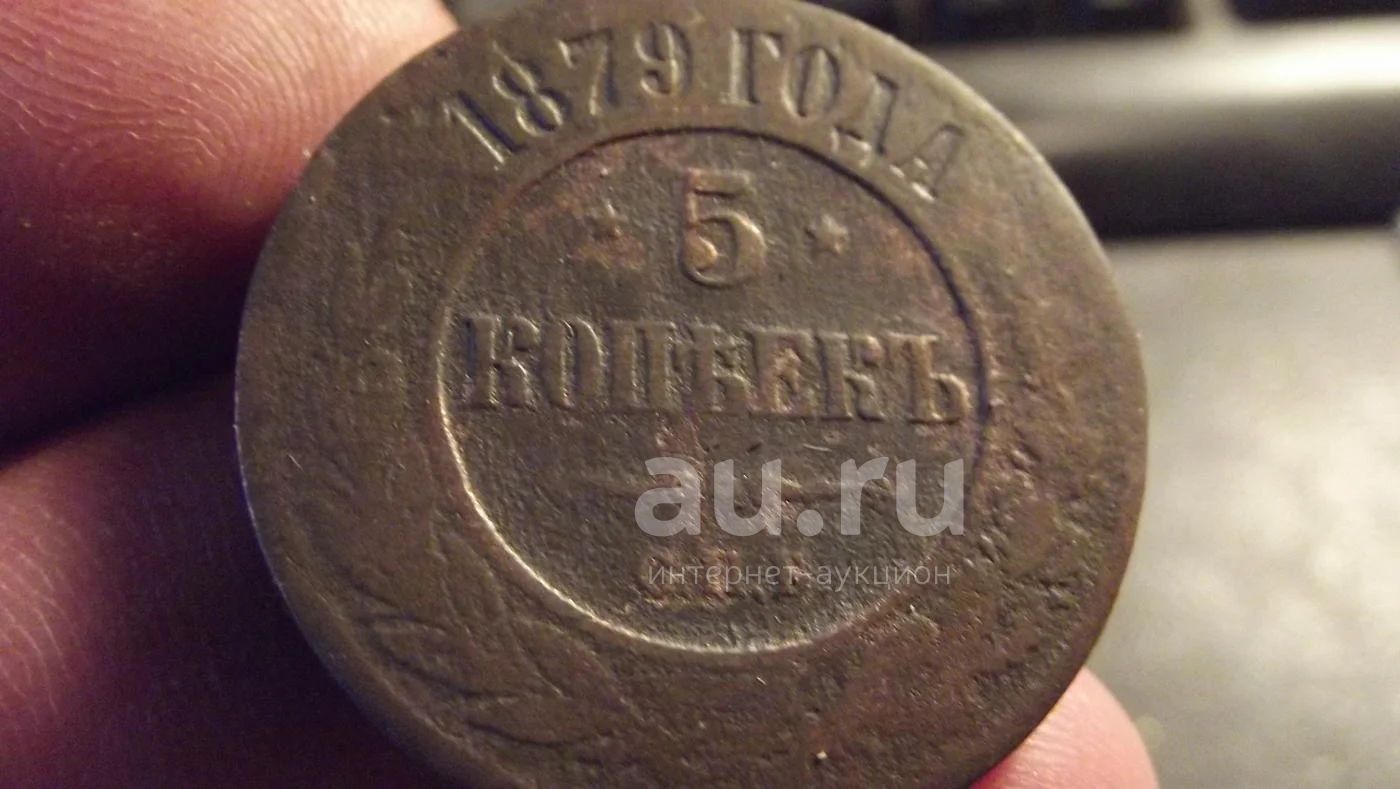 1879 ГОДА
5
КОПѢЕКЪ
au.ru
интернет-аукцион